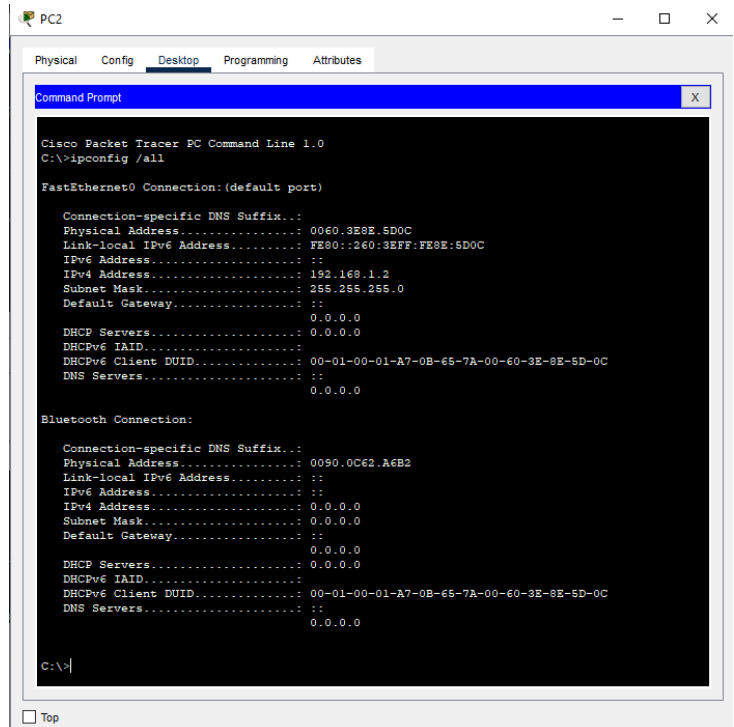 PC2
Physical Config Desktop Programming Attributes
Command Prompt
X
Cisco Packet Tracer PC Command Line 1.0
C:\>ipconfig /all
FastEthernet0 Connection:(default port)
Connection-specific DNS Suffix..:
Physical Address................: 0060.3E8E.5D0C
Link-local IPv6 Address.........: FE80::260:3EFF:FE8E:5D0C
IPv6 Address....................: ::
IPv4 Address....................: 192.168.1.2
Subnet Mask.....................: 255.255.255.0
Default Gateway.................: ::
0.0.0.0
DHCP Servers....................: 0.0.0.0
DHCPv6 IAID.....................:
DHCPv6 Client DUID..............: 00-01-00-01-A7-0B-65-7A-00-60-3E-8E-5D-0C
DNS Servers.....................: ::
0.0.0.0
Bluetooth Connection:
Connection-specific DNS Suffix..:
Physical Address................: 0090.0C62.A6B2
Link-local IPv6 Address.........: ::
IPv6 Address....................: ::
IPv4 Address....................: 0.0.0.0
Subnet Mask.....................: 0.0.0.0
Default Gateway.................: ::
0.0.0.0
DHCP Servers....................: 0.0.0.0
DHCPv6 IAID.....................:
DHCPv6 Client DUID..............: 00-01-00-01-A7-0B-65-7A-00-60-3E-8E-5D-0C
DNS Servers.....................: ::
0.0.0.0
C:\>
Top